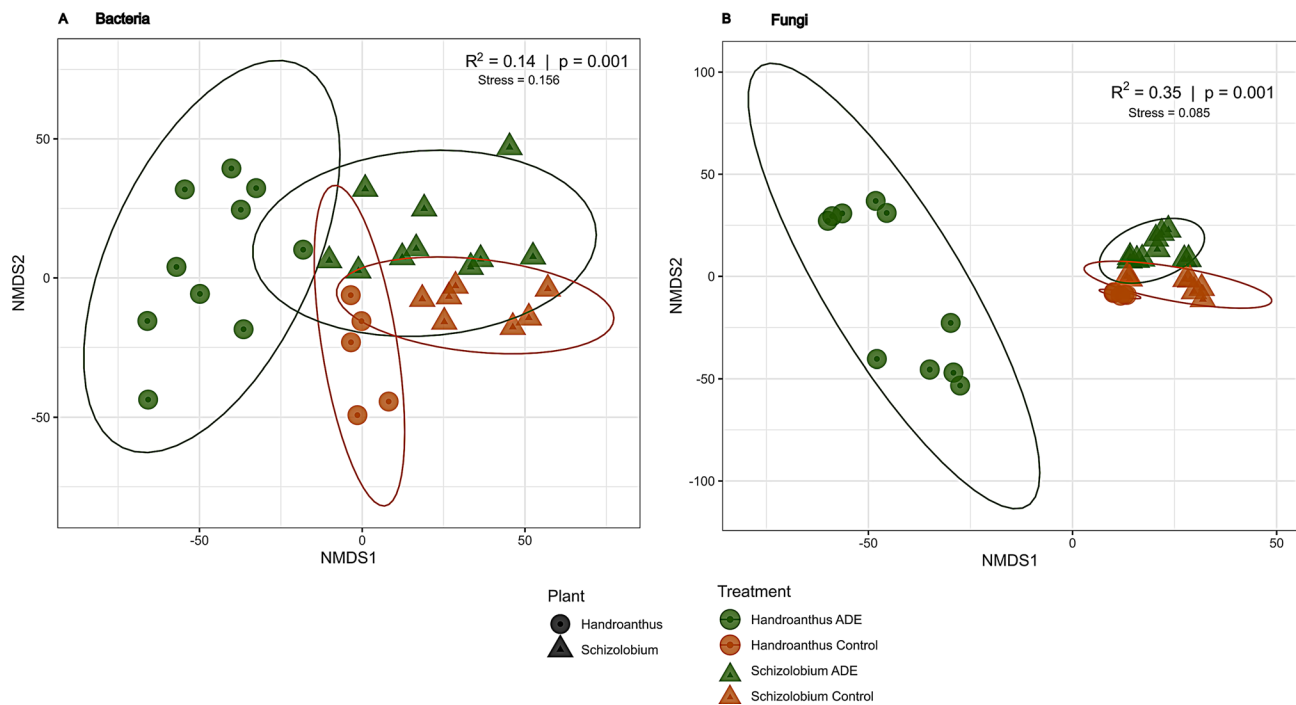 A Bacteria
R² = 0.14 | p = 0.001
Stress = 0.156
NMDS2
50
0
-50
-50
0
50
NMDS1
B Fungi
R² = 0.35 | p = 0.001
Stress = 0.085
NMDS2
100
50
0
-50
-100
-50
0
50
NMDS1
Plant
Handroanthus
Schizolobium
Treatment
Handroanthus ADE
Handroanthus Control
Schizolobium ADE
Schizolobium Control